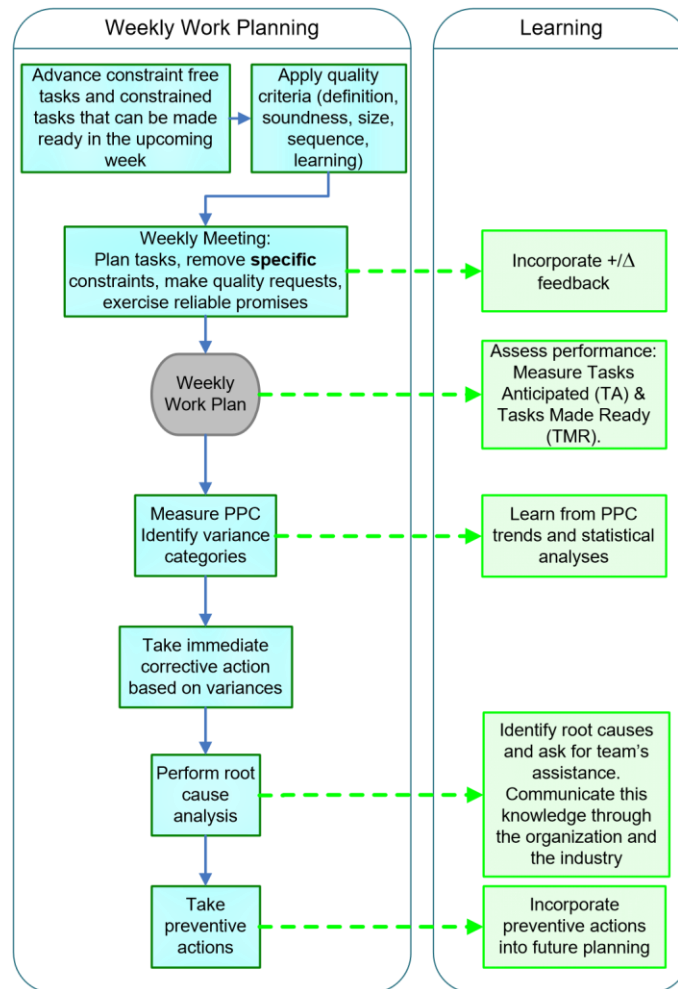 Weekly Work Planning
Learning
Advance constraint free
tasks and constrained
tasks that can be made
ready in the upcoming
week
Apply quality
criteria (definition,
soundness, size,
sequence,
learning)
Weekly Meeting:
Plan tasks, remove specific
constraints, make quality requests,
exercise reliable promises
Incorporate +/Δ
feedback
Weekly
Work Plan
Assess performance:
Measure Tasks
Anticipated (TA) &
Tasks Made Ready
(TMR).
Measure PPC
Identify variance
categories
Learn from PPC
trends and statistical
analyses
Take immediate
corrective action
based on variances
Perform root
cause
analysis
Identify root causes
and ask for team's
assistance.
Communicate this
knowledge through
the organization and
the industry
Take
preventive
actions
Incorporate
preventive actions
into future planning